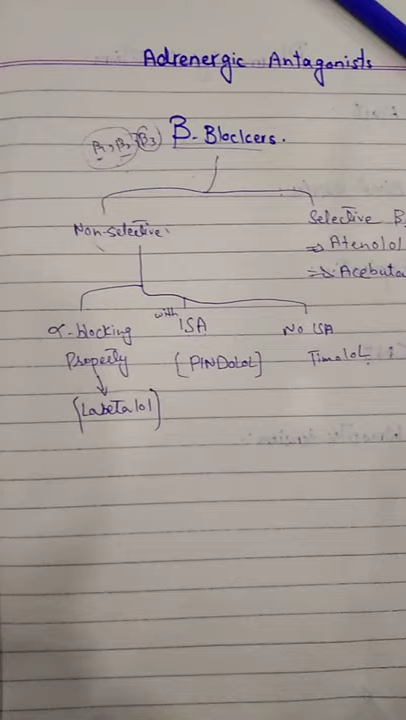 Adrenergic Antagonists
β1, β2, β3 β-Blockers.
Non-selective:
Selective β
⇒ Atenolol
⇒ Acebuta
α-blocking
Property
[Labetalol]
with ISA
[PINDOLOL]
No ISA
Timolol ;